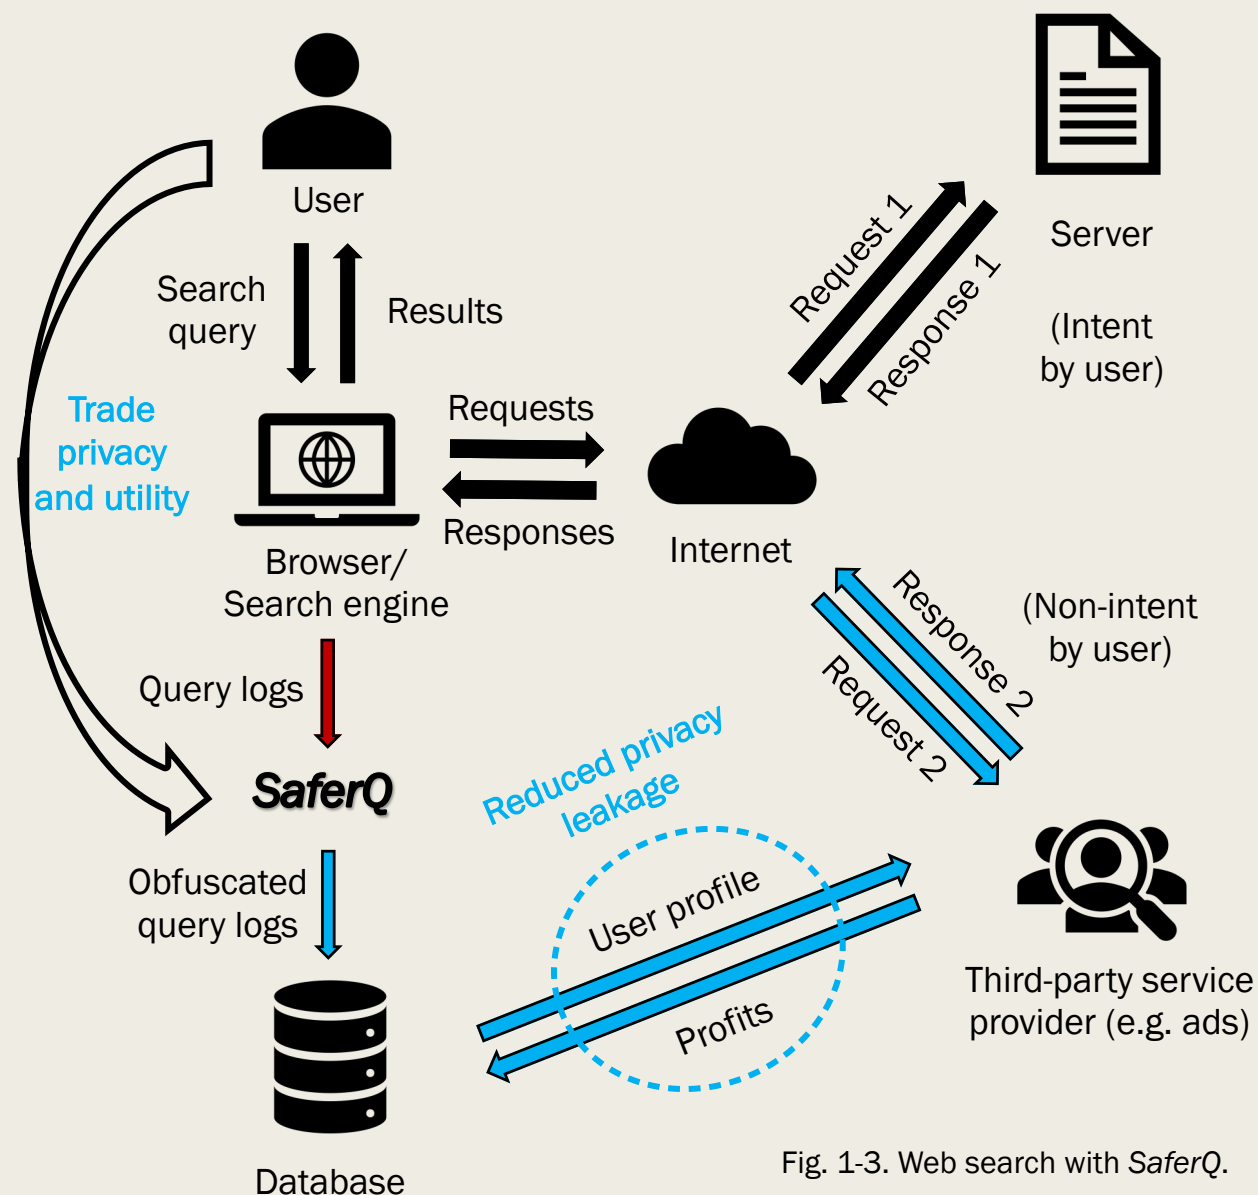 User
Server
(Intent
by user)
Request 1
Response 1
Search
query
Results
Trade
privacy
and utility
Requests
Responses
Internet
Browser/
Search engine
(Non-intent
by user)
Response 2
Request 2
Query logs
SaferQ
Reduced privacy
leakage
Obfuscated
query logs
User profile
Profits
Third-party service
provider (e.g. ads)
Database
Fig. 1-3. Web search with SaferQ.